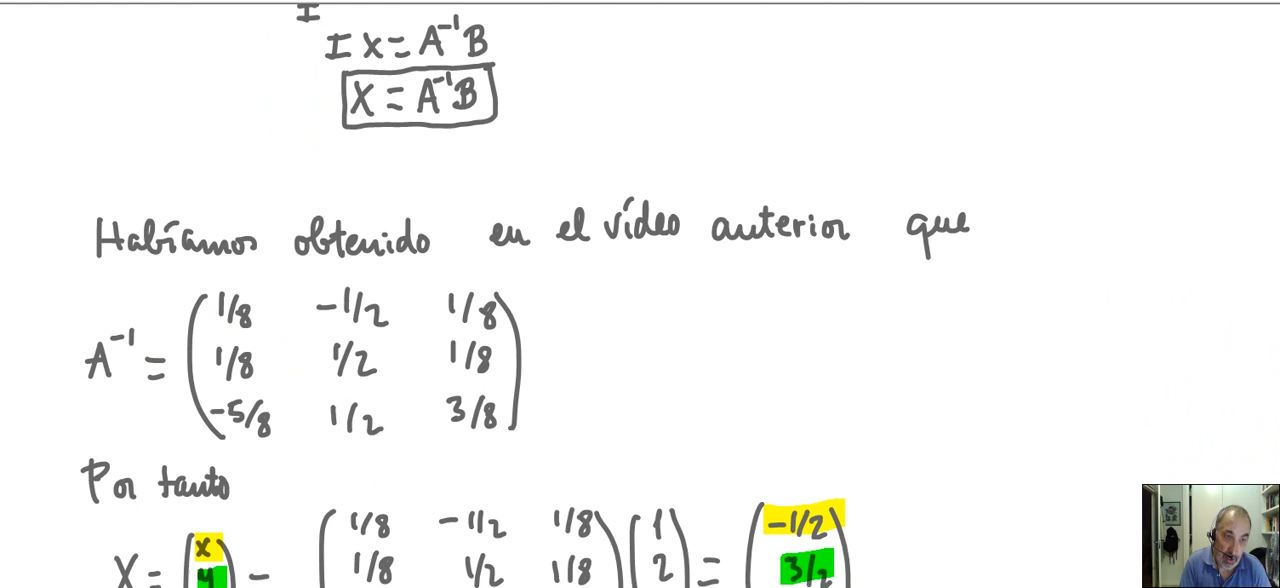 I
I x = A⁻¹B
X = A⁻¹B
Habíamos obtenido en el vídeo anterior que
1/8 -1/2 1/8
A⁻¹ = 1/8 1/2 1/8
-5/8 1/2 3/8
Por tanto
x 1/8 -1/2 1/8 1 -1/2
X = y = 1/8 1/2 1/8 2 = 3/2